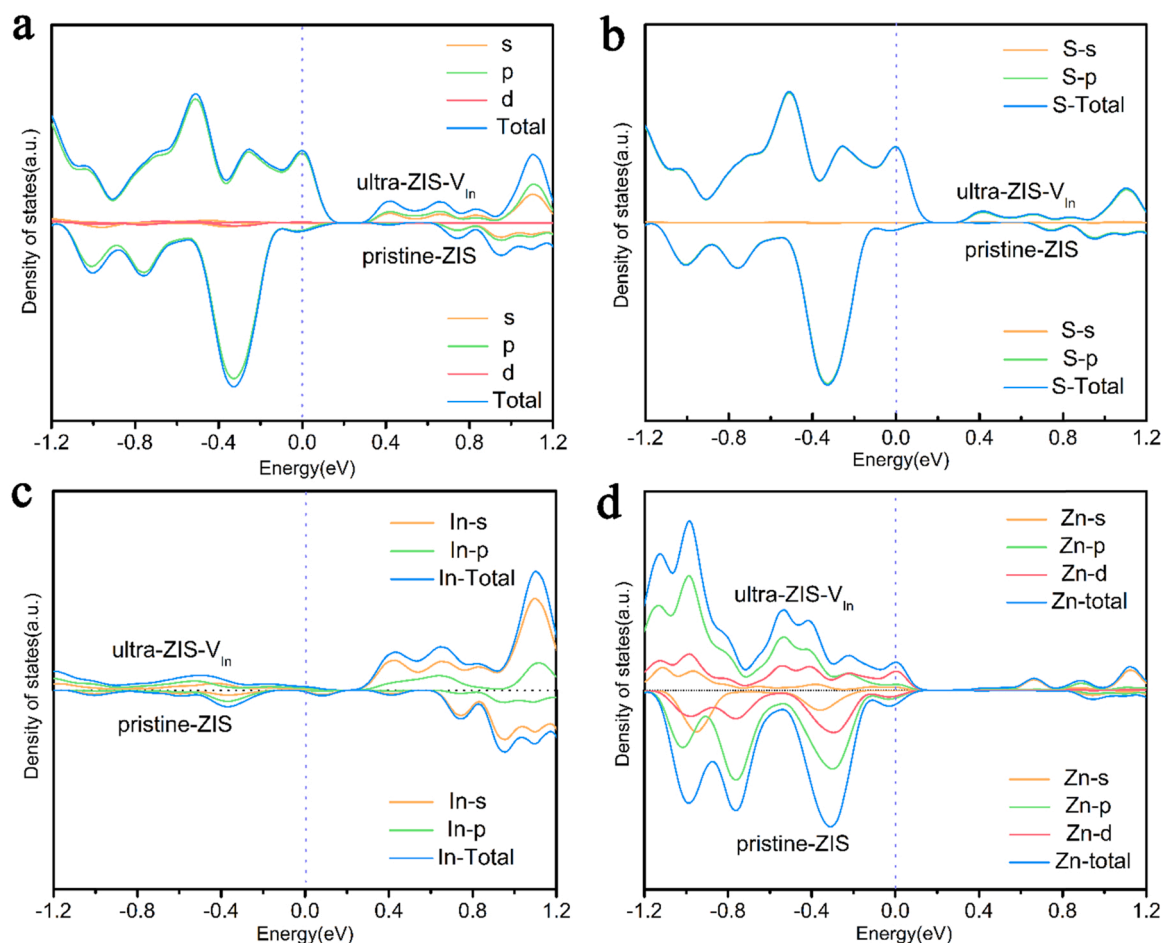 a
s
p
d
Total
ultra-ZIS-V_In
pristine-ZIS
s
p
d
Total
Density of states(a.u.)
-1.2 -0.8 -0.4 0.0 0.4 0.8 1.2
Energy(eV)
b
S-s
S-p
S-Total
ultra-ZIS-V_In
pristine-ZIS
S-s
S-p
S-Total
Density of states(a.u.)
-1.2 -0.8 -0.4 0.0 0.4 0.8 1.2
Energy(eV)
c
In-s
In-p
In-Total
ultra-ZIS-V_In
pristine-ZIS
In-s
In-p
In-Total
Density of states(a.u.)
-1.2 -0.8 -0.4 0.0 0.4 0.8 1.2
Energy(eV)
d
Zn-s
Zn-p
Zn-d
Zn-total
ultra-ZIS-V_In
pristine-ZIS
Zn-s
Zn-p
Zn-d
Zn-total
Density of states(a.u.)
-1.2 -0.8 -0.4 0.0 0.4 0.8 1.2
Energy(eV)